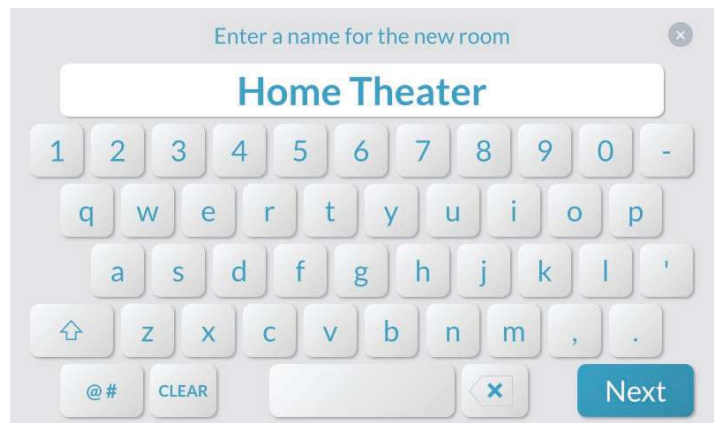 Enter a name for the new room
Home Theater
1 2 3 4 5 6 7 8 9 0 -
q w e r t y u i o p
a s d f g h j k l '
z x c v b n m , .
@# CLEAR Next